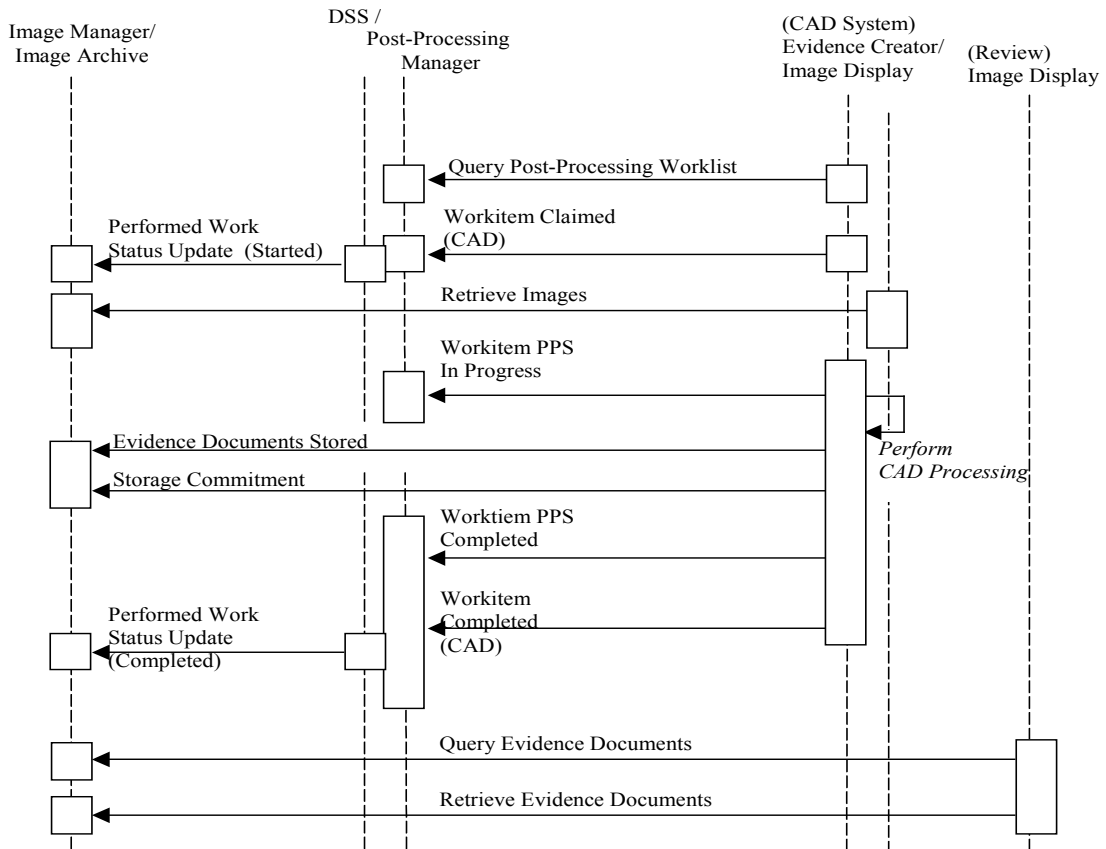 Image Manager/
Image Archive
DSS /
Post-Processing
Manager
(CAD System)
Evidence Creator/
Image Display
(Review)
Image Display
Query Post-Processing Worklist
Workitem Claimed
(CAD)
Performed Work
Status Update (Started)
Retrieve Images
Workitem PPS
In Progress
Evidence Documents Stored
Perform
CAD Processing
Storage Commitment
Worktiem PPS
Completed
Workitem
Completed
(CAD)
Performed Work
Status Update
(Completed)
Query Evidence Documents
Retrieve Evidence Documents